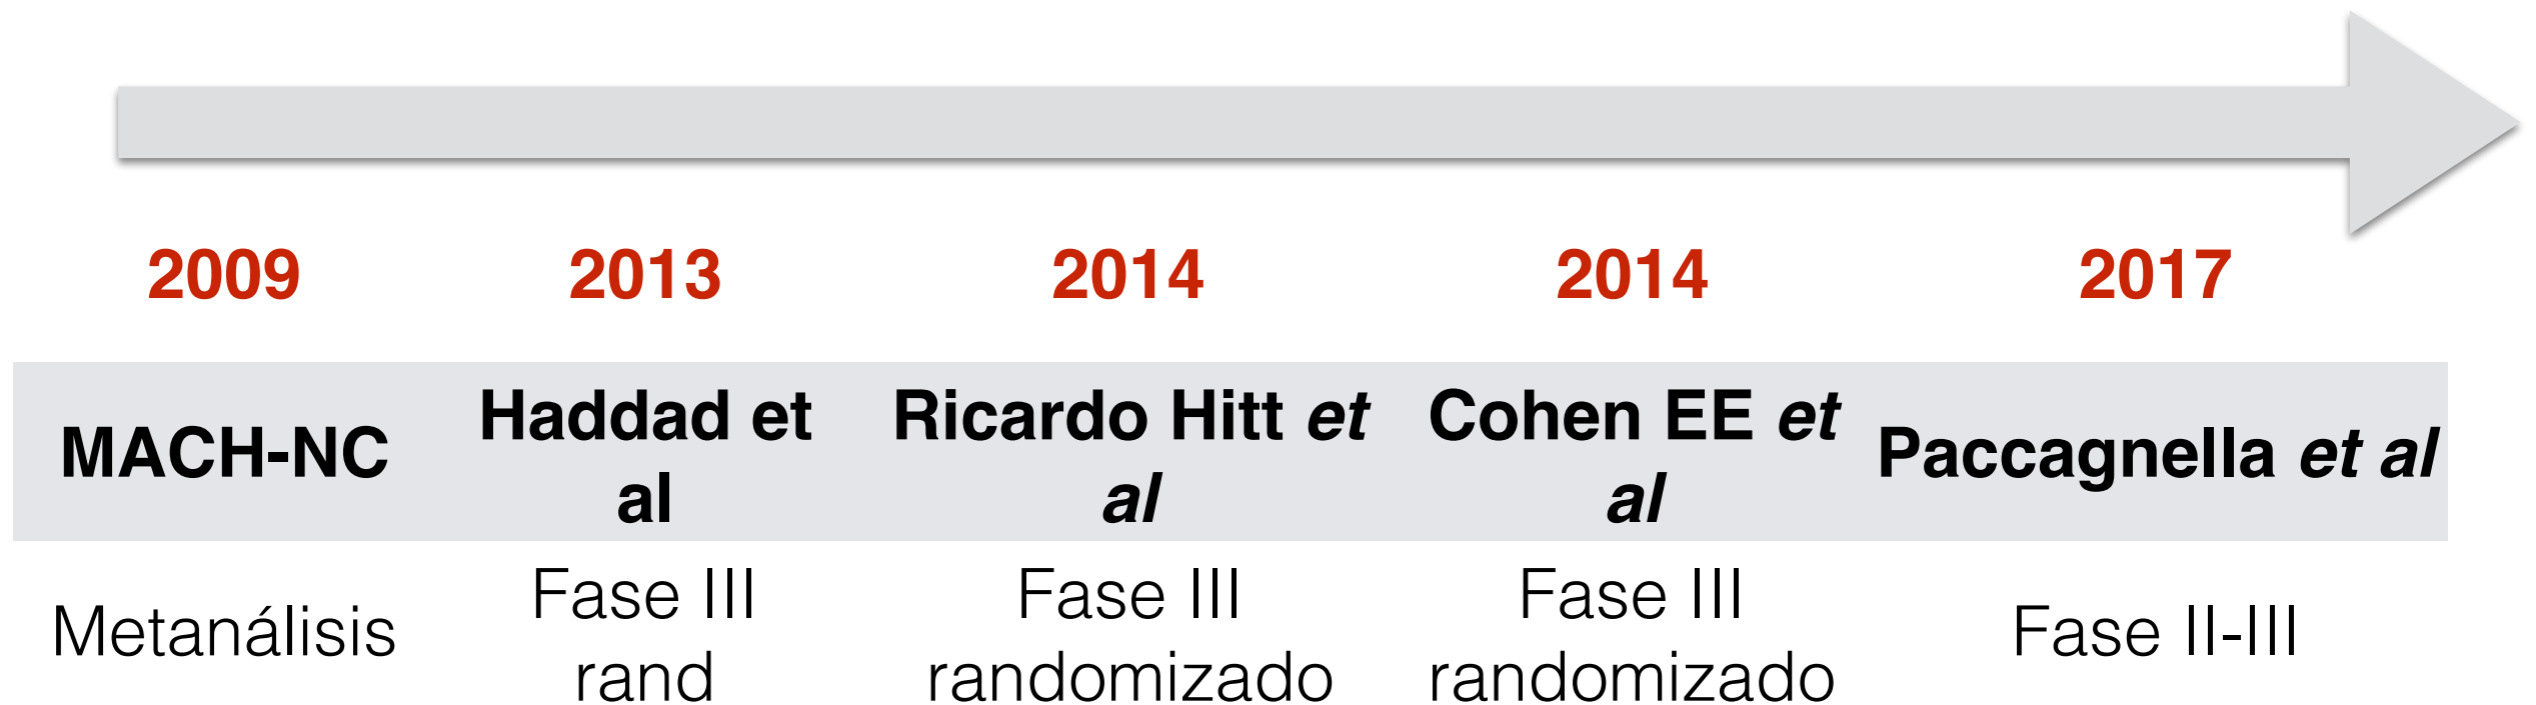 2009 2013 2014 2014 2017
MACH-NC
Haddad et
al
Ricardo Hitt et
al
Cohen EE et
al
Paccagnella et al
Metanálisis
Fase III
rand
Fase III
randomizado
Fase III
randomizado
Fase II-III